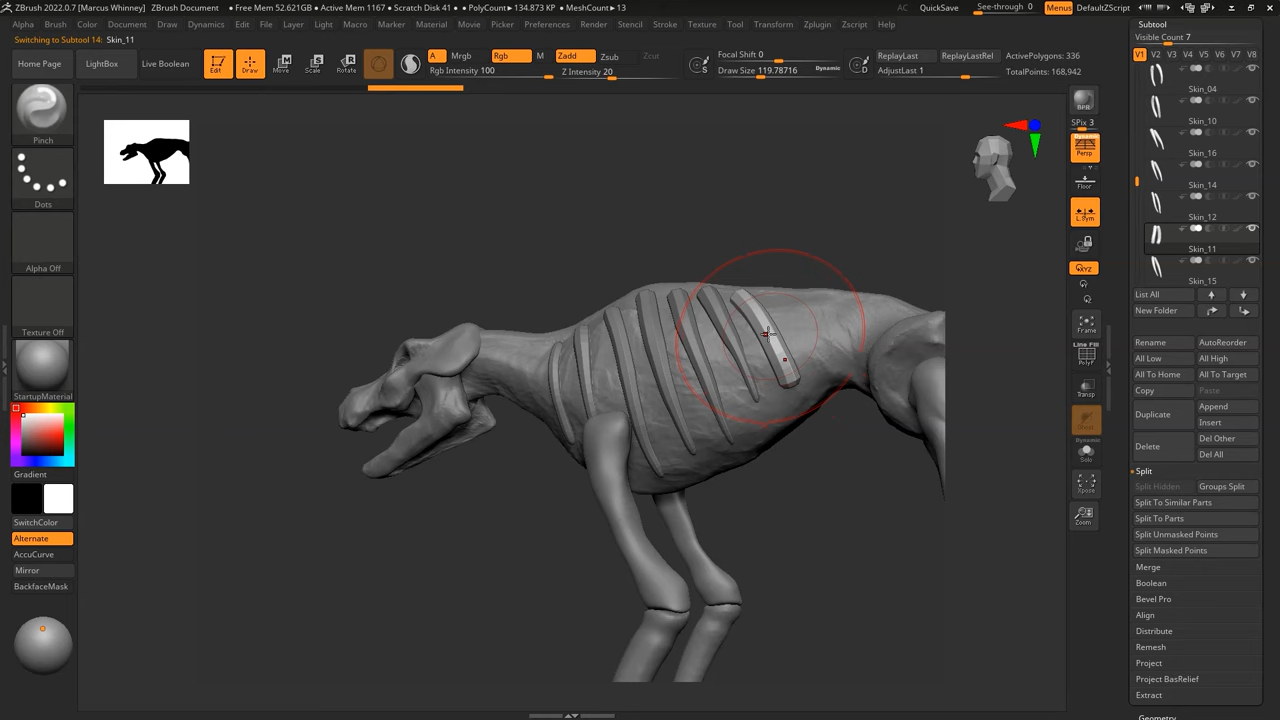 ZBrush 2022.0.7 [Marcus Whinney] ZBrush Document • Free Mem 52.621GB • Active Mem 1167 • Scratch Disk 41 • PolyCount► 134.873 KP • MeshCount► 13
AC QuickSave See-through 0 Menus DefaultZScript
Alpha Brush Color Document Draw Dynamics Edit File Layer Light Macro Marker Material Movie Picker Preferences Render Stencil Stroke Texture Tool Transform Zplugin Zscript Help
Switching to Subtool 14: Skin_11
Home Page LightBox Live Boolean Edit Draw Move Scale Rotate
A Mrgb Rgb M Zadd Zsub Zcut
Rgb Intensity 100 Z Intensity 20
Focal Shift 0
Draw Size 119.78716 Dynamic
S D
ReplayLast ReplayLastRel
AdjustLast 1
ActivePolygons: 336
TotalPoints: 168,942
Pinch
Dots
Alpha Off
Texture Off
StartupMaterial
Gradient
SwitchColor
Alternate
AccuCurve
Mirror
BackfaceMask
BPR
SPix 3
Dynamic
Persp
Floor
L.Sym
XYZ
Frame
Line Fill
PolyF
Transp
Dynamic
Solo
Xpose
Zoom
Subtool
Visible Count 7
V1 V2 V3 V4 V5 V6 V7 V8
Skin_04
Skin_10
Skin_16
Skin_14
Skin_12
Skin_11
Skin_15
List All
New Folder
Rename AutoReorder
All Low All High
All To Home All To Target
Copy Paste
Duplicate Append
Insert
Delete Del Other
Del All
Split
Split Hidden Groups Split
Split To Similar Parts
Split To Parts
Split Unmasked Points
Split Masked Points
Merge
Boolean
Bevel Pro
Align
Distribute
Remesh
Project
Project BasRelief
Extract
Geometry